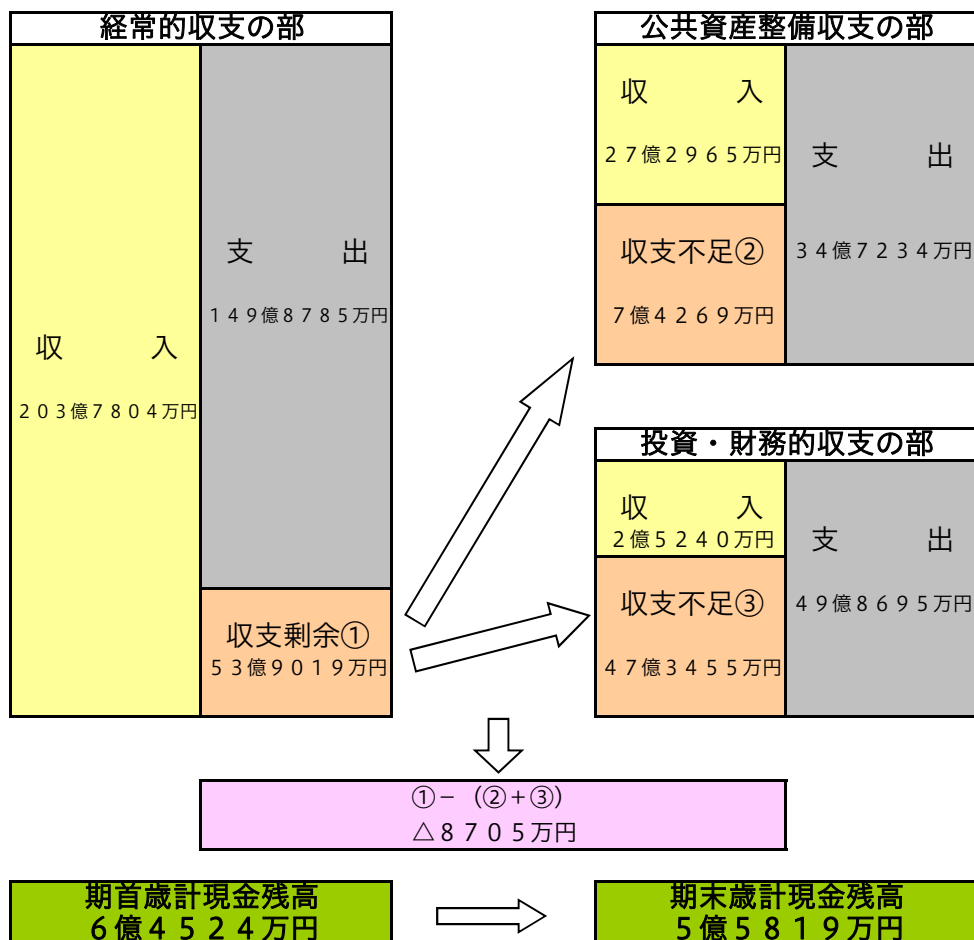 経常的収支の部
収 入
２０３億７８０４万円
支 出
１４９億８７８５万円
収支剰余①
５３億９０１９万円
公共資産整備収支の部
収 入
２７億２９６５万円
収支不足②
７億４２６９万円
支 出
３４億７２３４万円
投資・財務的収支の部
収 入
２億５２４０万円
収支不足③
４７億３４５５万円
支 出
４９億８６９５万円
①－（②＋③）
△８７０５万円
期首歳計現金残高
６億４５２４万円
期末歳計現金残高
５億５８１９万円